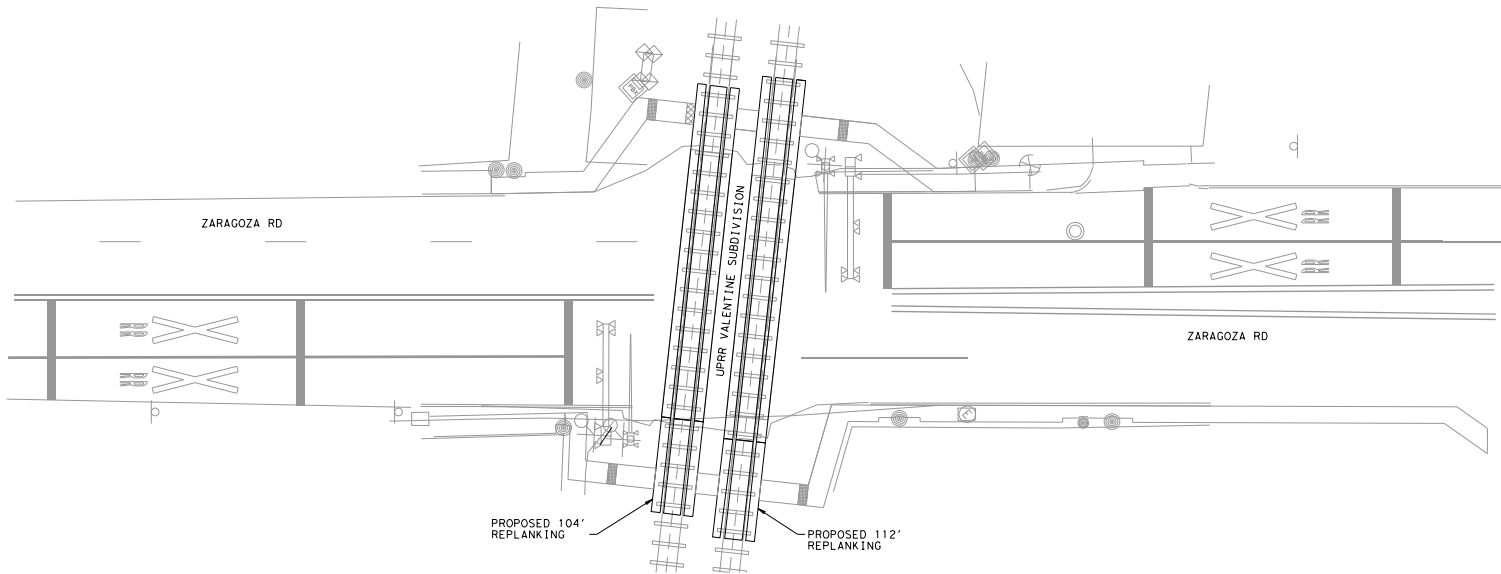 ZARAGOZA RD
UPRR VALENTINE SUBDIVISION
ZARAGOZA RD
PROPOSED 104'
REPLANKING
PROPOSED 112'
REPLANKING